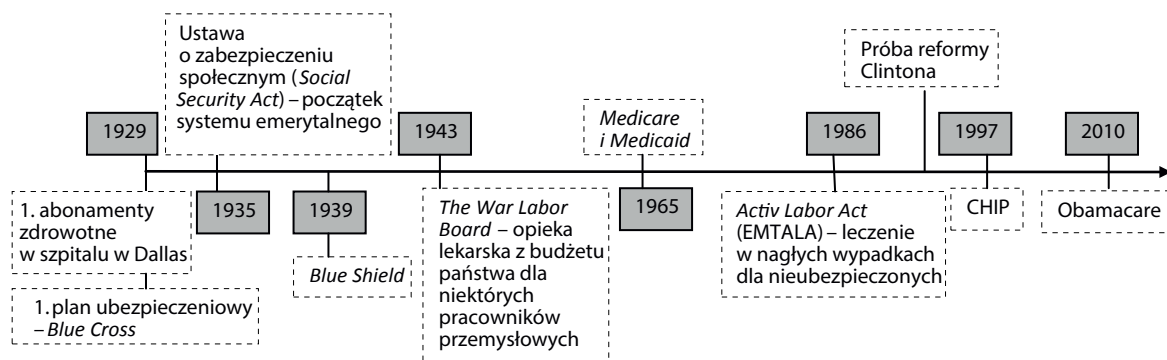 Ustawa
o zabezpieczeniu
społecznym (Social
Security Act) – początek
systemu emerytalnego
Próba reformy
Clintona
Medicare
i Medicaid
1929
1943
1986
1997
2010
1935
1939
1965
1. abonamenty
zdrowotne
w szpitalu w Dallas
1. plan ubezpieczeniowy
– Blue Cross
Blue Shield
The War Labor
Board – opieka
lekarska z budżetu
państwa dla
niektórych
pracowników
przemysłowych
Activ Labor Act
(EMTALA) – leczenie
w nagłych wypadkach
dla nieubezpieczonych
CHIP
Obamacare